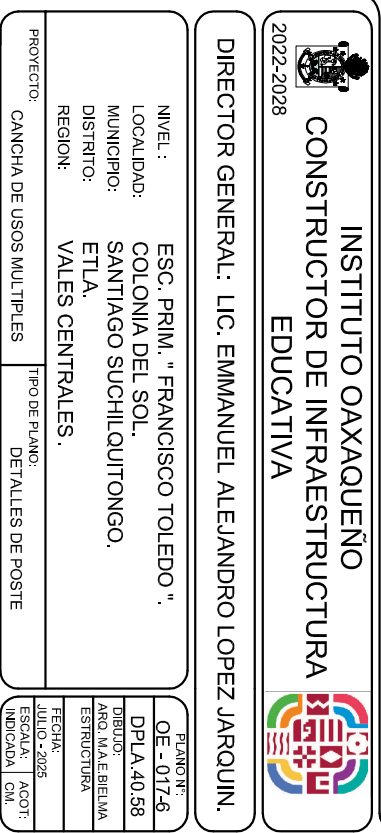 INSTITUTO OAXAQUEÑO
CONSTRUCTOR DE INFRAESTRUCTURA
EDUCATIVA
2022-2028
DIRECTOR GENERAL: LIC. EMMANUEL ALEJANDRO LOPEZ JARQUIN.
NIVEL : ESC. PRIM. " FRANCISCO TOLEDO ".
LOCALIDAD: COLONIA DEL SOL.
MUNICIPIO: SANTIAGO SUCHILQUITONGO.
DISTRITO: ETLA.
REGION: VALES CENTRALES .
PROYECTO:
CANCHA DE USOS MULTIPLES
TIPO DE PLANO:
DETALLES DE POSTE
PLANO N°:
OE - 017-6
DPLA.40.58
DIBUJO:
ARQ. M.A.E.BIELMA
ESTRUCTURA
FECHA:
JULIO - 2025
ESCALA: ACOT:
INDICADA CM.